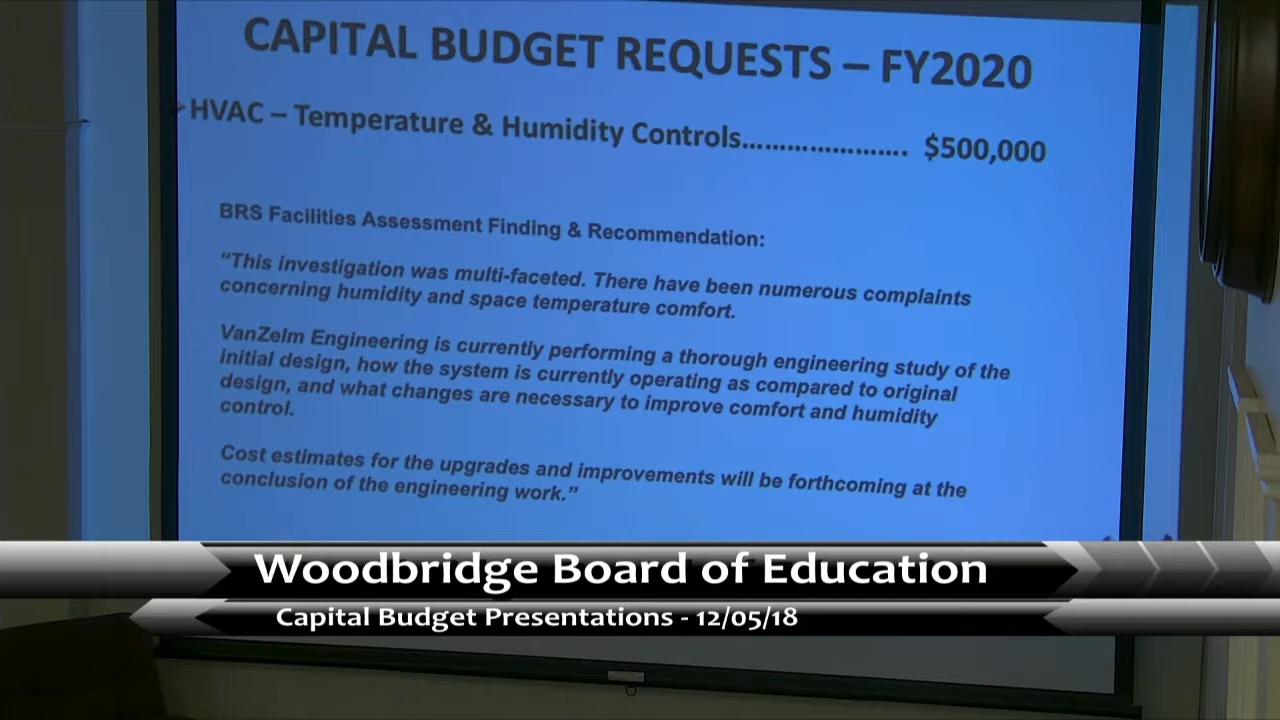 CAPITAL BUDGET REQUESTS – FY2020
➢HVAC – Temperature & Humidity Controls...................... $500,000
BRS Facilities Assessment Finding & Recommendation:
“This investigation was multi-faceted. There have been numerous complaints
concerning humidity and space temperature comfort.
VanZelm Engineering is currently performing a thorough engineering study of the
initial design, how the system is currently operating as compared to original
design, and what changes are necessary to improve comfort and humidity
control.
Cost estimates for the upgrades and improvements will be forthcoming at the
conclusion of the engineering work.”
Woodbridge Board of Education
Capital Budget Presentations - 12/05/18